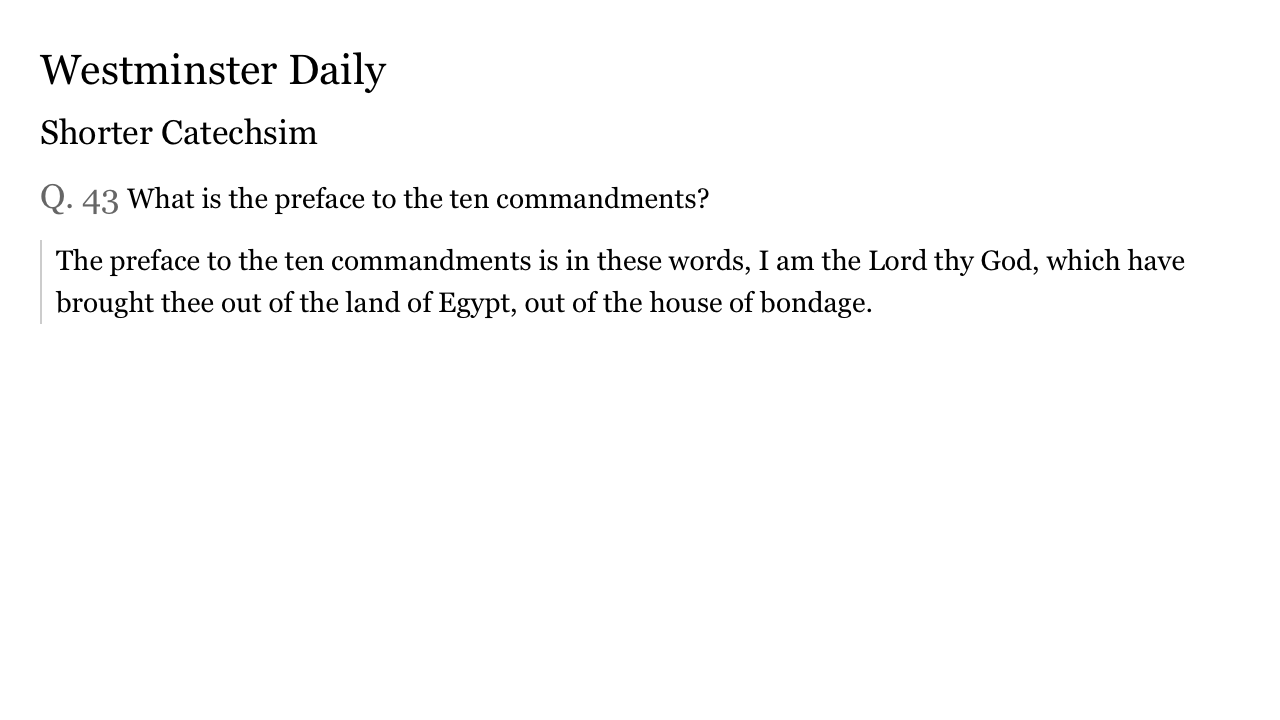 Westminster Daily
Shorter Catechsim
Q. 43 What is the preface to the ten commandments?
The preface to the ten commandments is in these words, I am the Lord thy God, which have
brought thee out of the land of Egypt, out of the house of bondage.